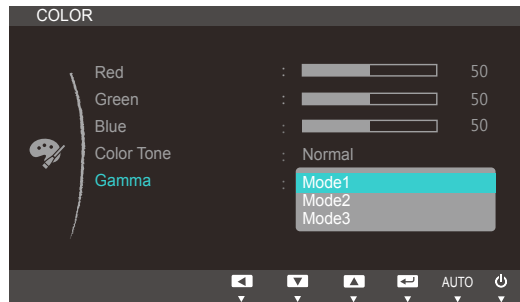 COLOR
Red : 50
Green : 50
Blue : 50
Color Tone : Normal
Gamma : Mode1
Mode2
Mode3
AUTO